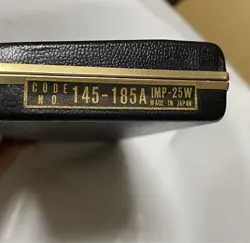 CODE NO. 145-185A IMP-25W
MADE IN JAPAN